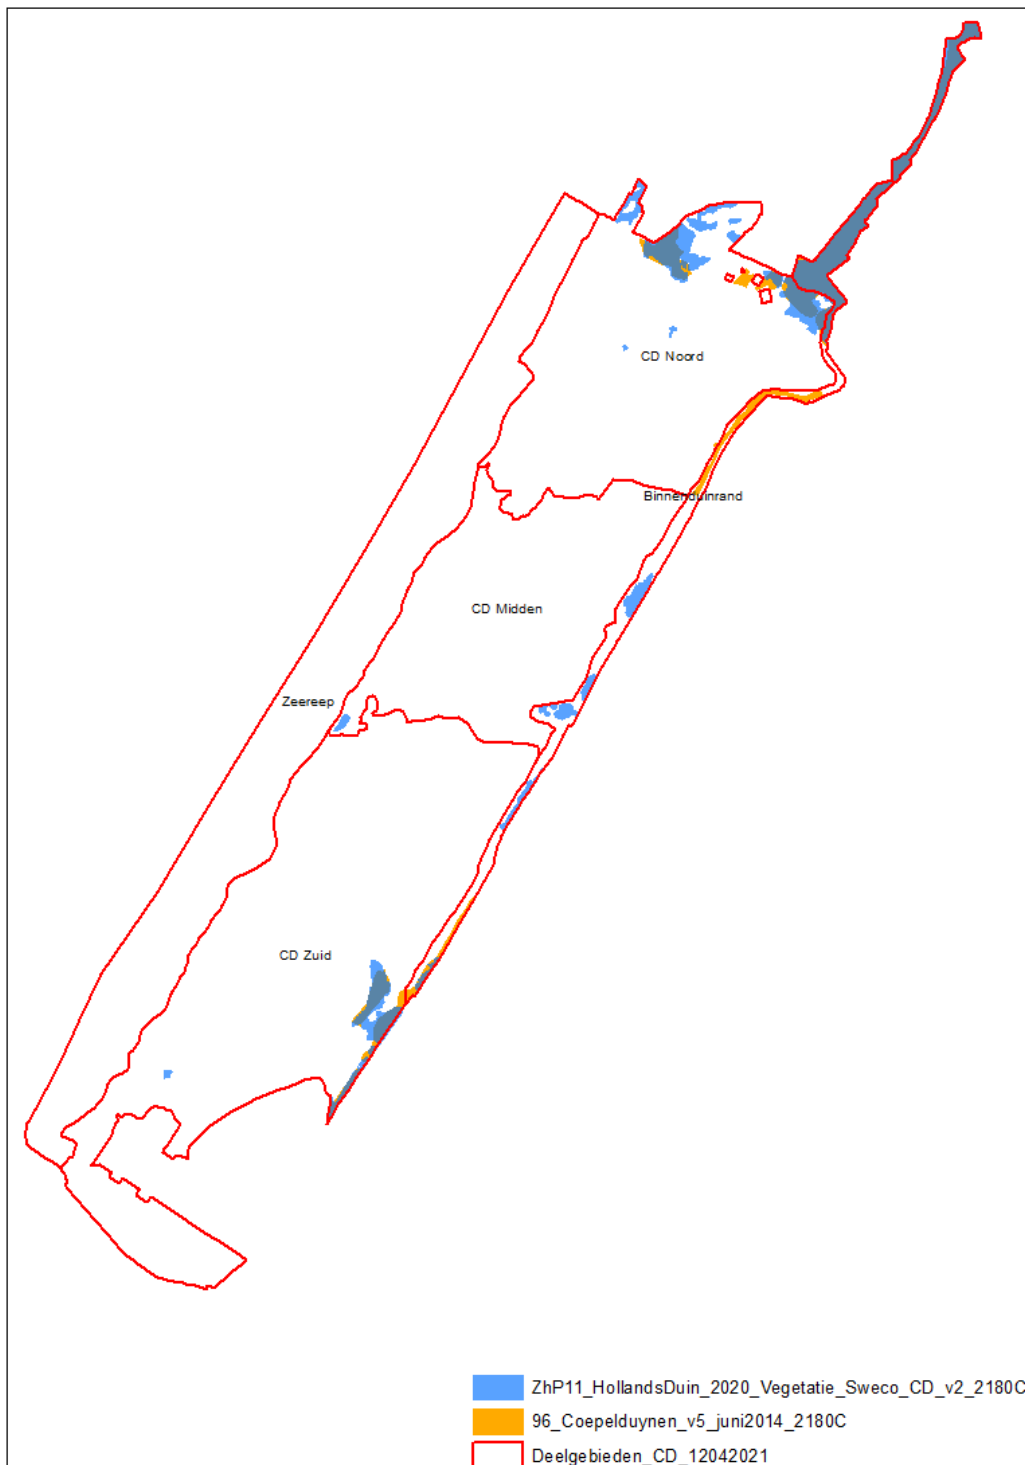 CD Noord
Binnenduinrand
CD Midden
Zeereep
CD Zuid
ZhP11_HollandsDuin_2020_Vegetatie_Sweco_CD_v2_2180C
96_Coepelduynen_v5_juni2014_2180C
Deelgebieden_CD_12042021